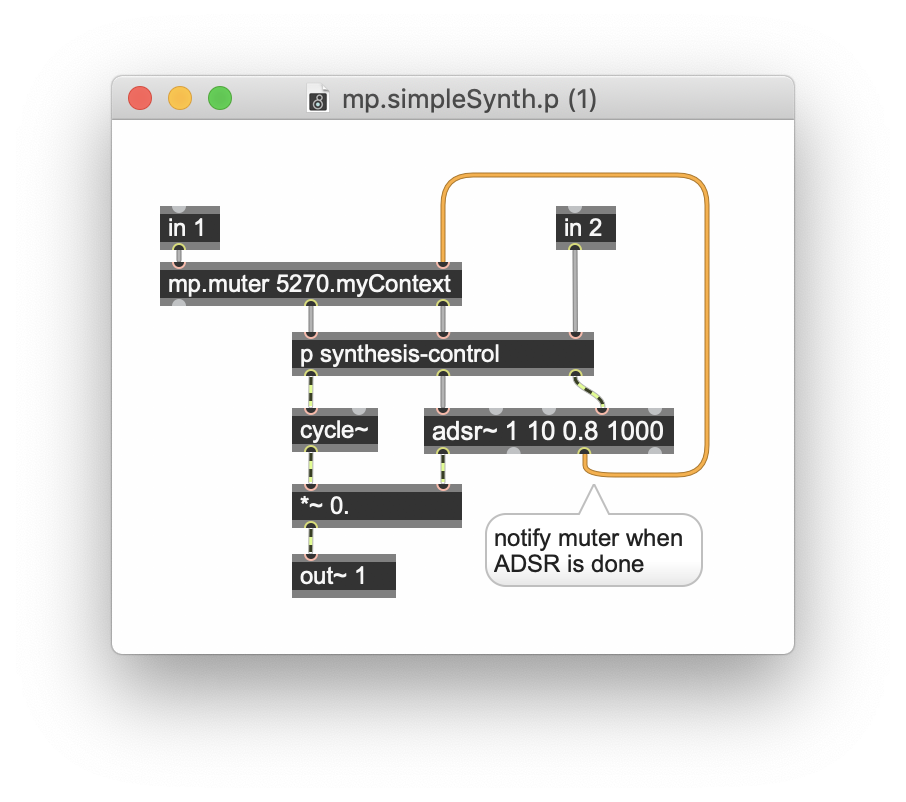 mp.simpleSynth.p (1)
in 1
in 2
mp.muter 5270.myContext
p synthesis-control
cycle~
adsr~ 1 10 0.8 1000
*~ 0.
notify muter when
ADSR is done
out~ 1